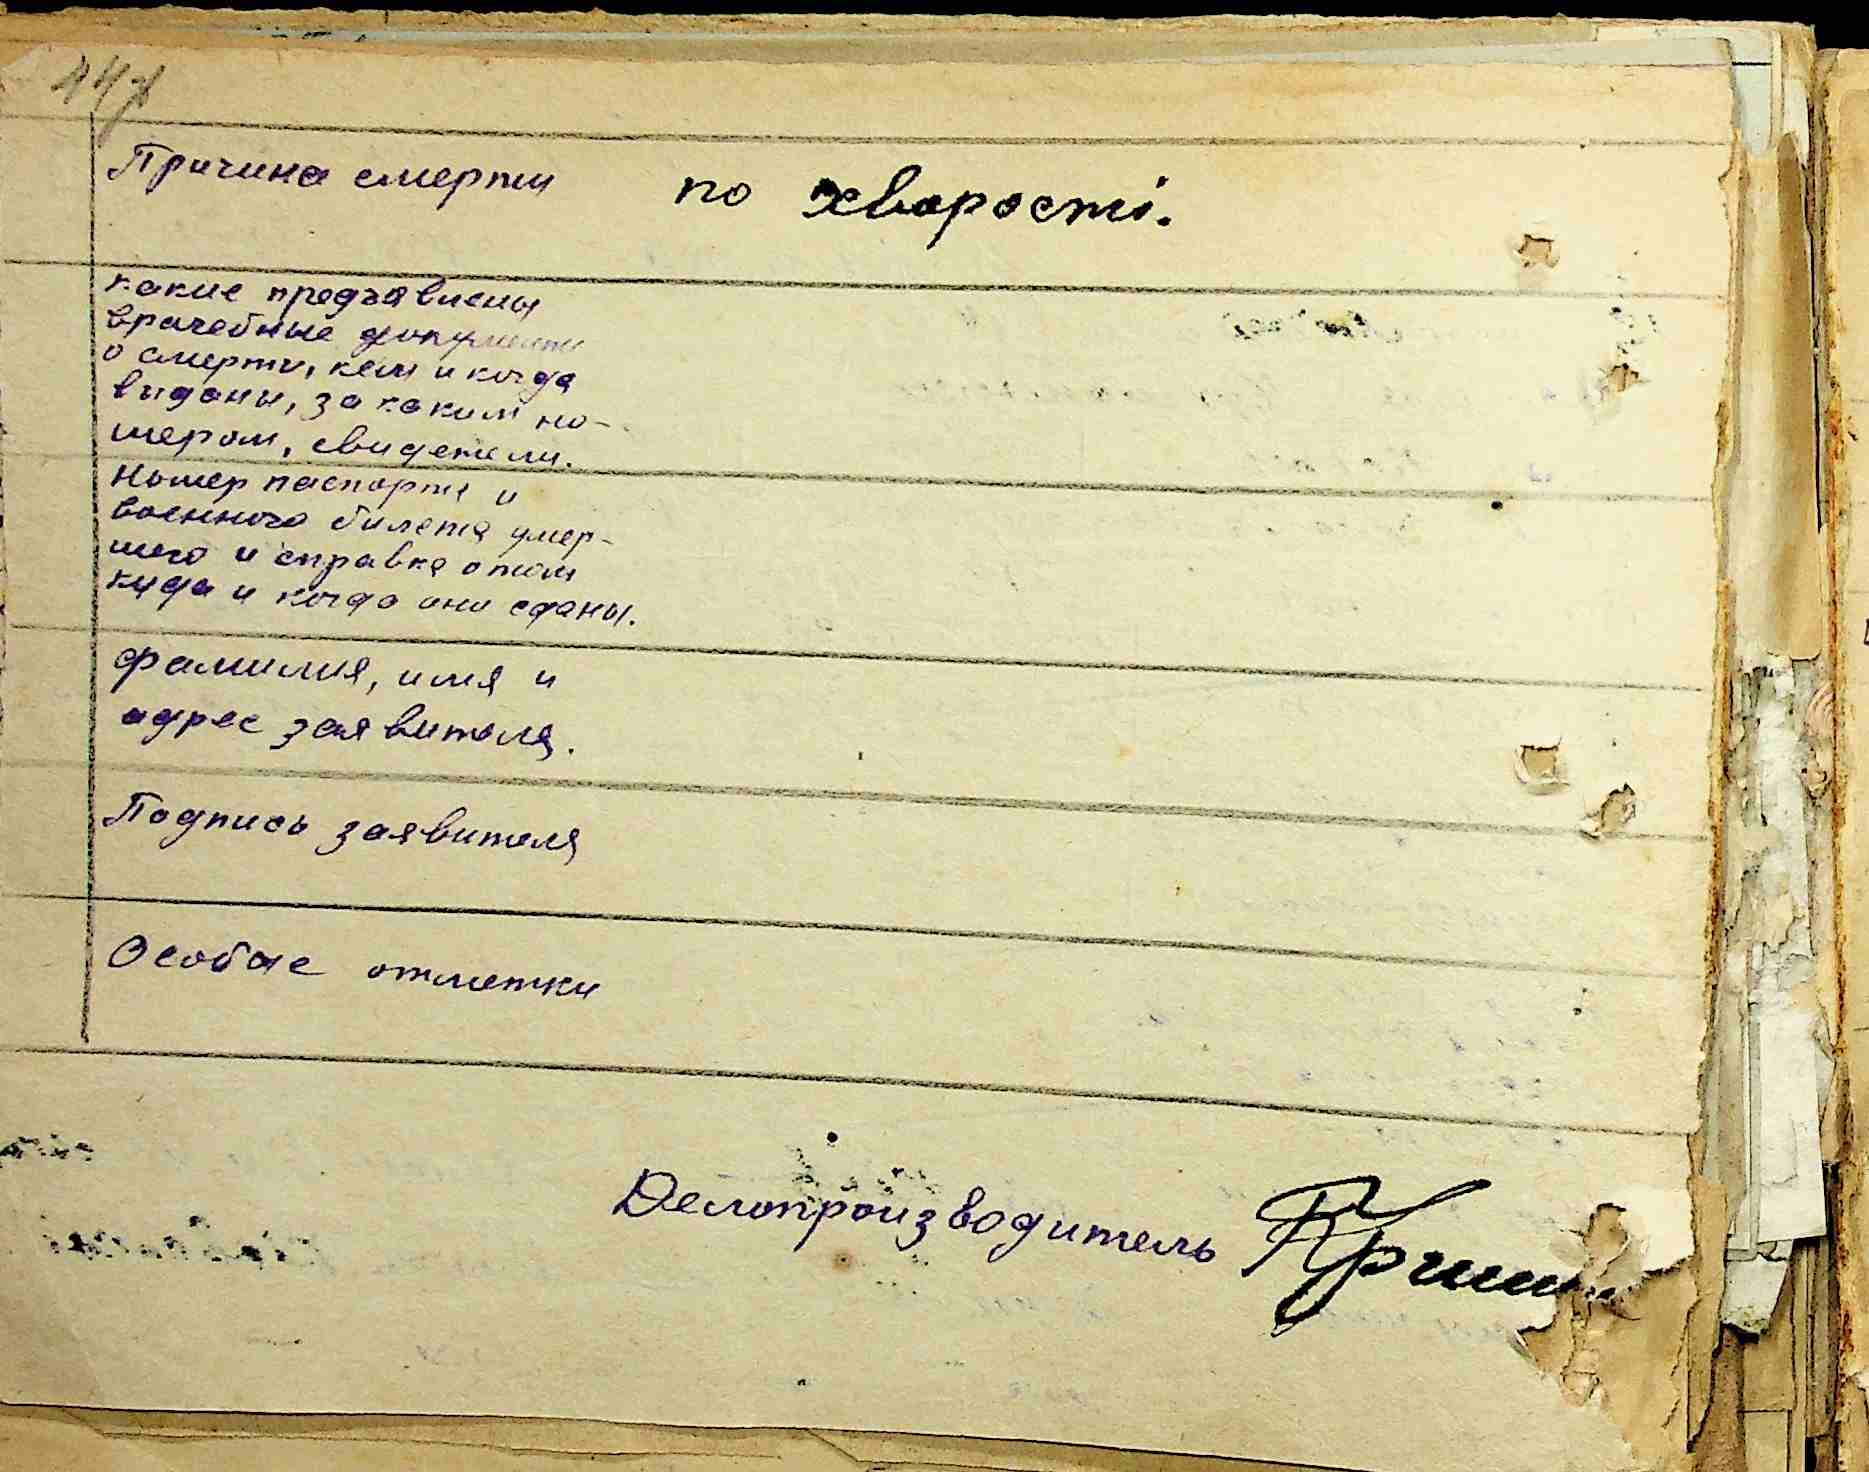 Причина смерти по хворості.
какие предъявлены
врачебные документы
о смерти, кем и когда
выданы, за каким но-
мером, свидетели.
Номер паспорта и
военного билета умер-
шего и справка о том
куда и когда они сданы.
Фамилия, имя и
адрес заявителя.
Подпись заявителя
Особые отметки
Делопроизводитель